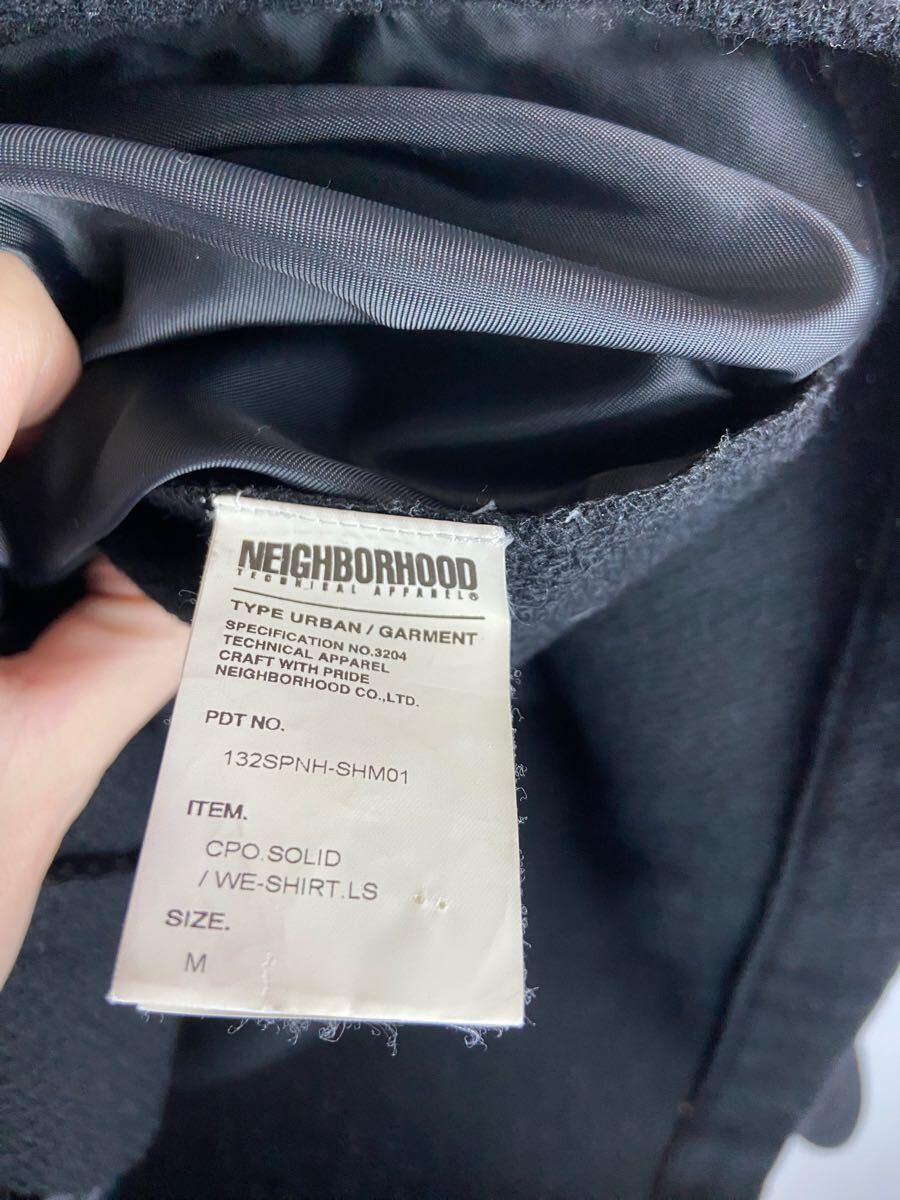 NEIGHBORHOOD
TECHNICAL APPAREL®
TYPE URBAN / GARMENT
SPECIFICATION NO.3204
TECHNICAL APPAREL
CRAFT WITH PRIDE
NEIGHBORHOOD CO.,LTD.
PDT NO.
132SPNH-SHM01
ITEM.
CPO.SOLID
/ WE-SHIRT.LS
SIZE.
M